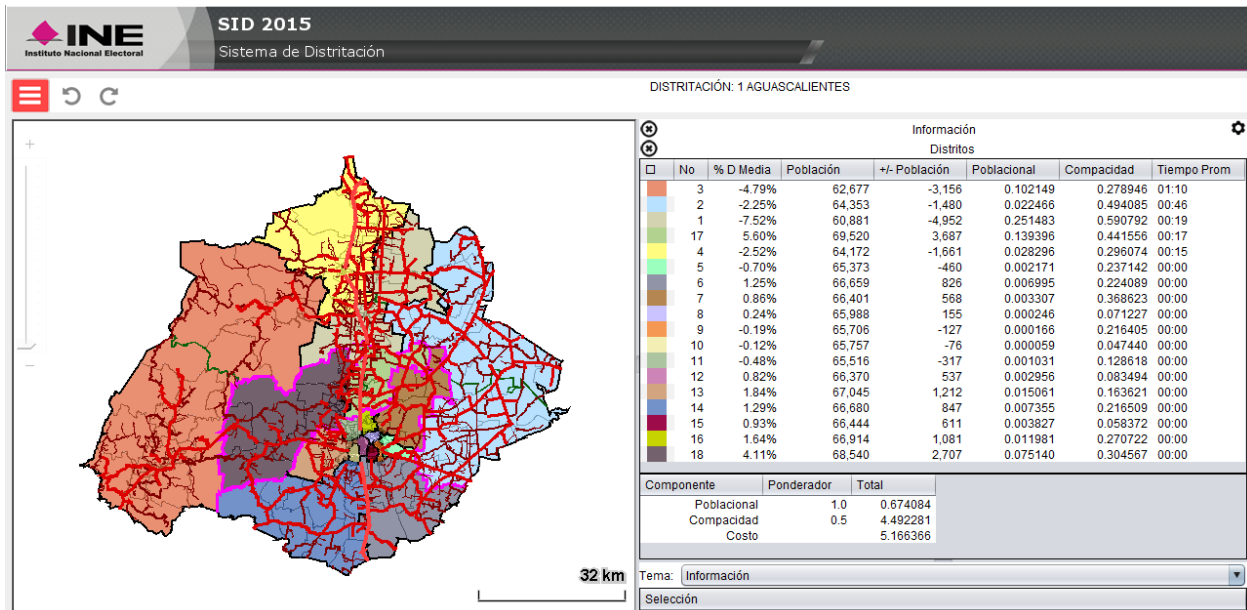 INE
Instituto Nacional Electoral
SID 2015
Sistema de Distritación
DISTRITACIÓN: 1 AGUASCALIENTES
32 km
Información
Distritos
No % D Media Población +/- Población Poblacional Compacidad Tiempo Prom
3 -4.79% 62,677 -3,156 0.102149 0.278946 01:10
2 -2.25% 64,353 -1,480 0.022466 0.494085 00:46
1 -7.52% 60,881 -4,952 0.251483 0.590792 00:19
17 5.60% 69,520 3,687 0.139396 0.441556 00:17
4 -2.52% 64,172 -1,661 0.028296 0.296074 00:15
5 -0.70% 65,373 -460 0.002171 0.237142 00:00
6 1.25% 66,659 826 0.006995 0.224089 00:00
7 0.86% 66,401 568 0.003307 0.368623 00:00
8 0.24% 65,988 155 0.000246 0.071227 00:00
9 -0.19% 65,706 -127 0.000166 0.216405 00:00
10 -0.12% 65,757 -76 0.000059 0.047440 00:00
11 -0.48% 65,516 -317 0.001031 0.128618 00:00
12 0.82% 66,370 537 0.002956 0.083494 00:00
13 1.84% 67,045 1,212 0.015061 0.163621 00:00
14 1.29% 66,680 847 0.007355 0.216509 00:00
15 0.93% 66,444 611 0.003827 0.058372 00:00
16 1.64% 66,914 1,081 0.011981 0.270722 00:00
18 4.11% 68,540 2,707 0.075140 0.304567 00:00
Componente Ponderador Total
Poblacional 1.0 0.674084
Compacidad 0.5 4.492281
Costo 5.166366
Tema: Información
Selección